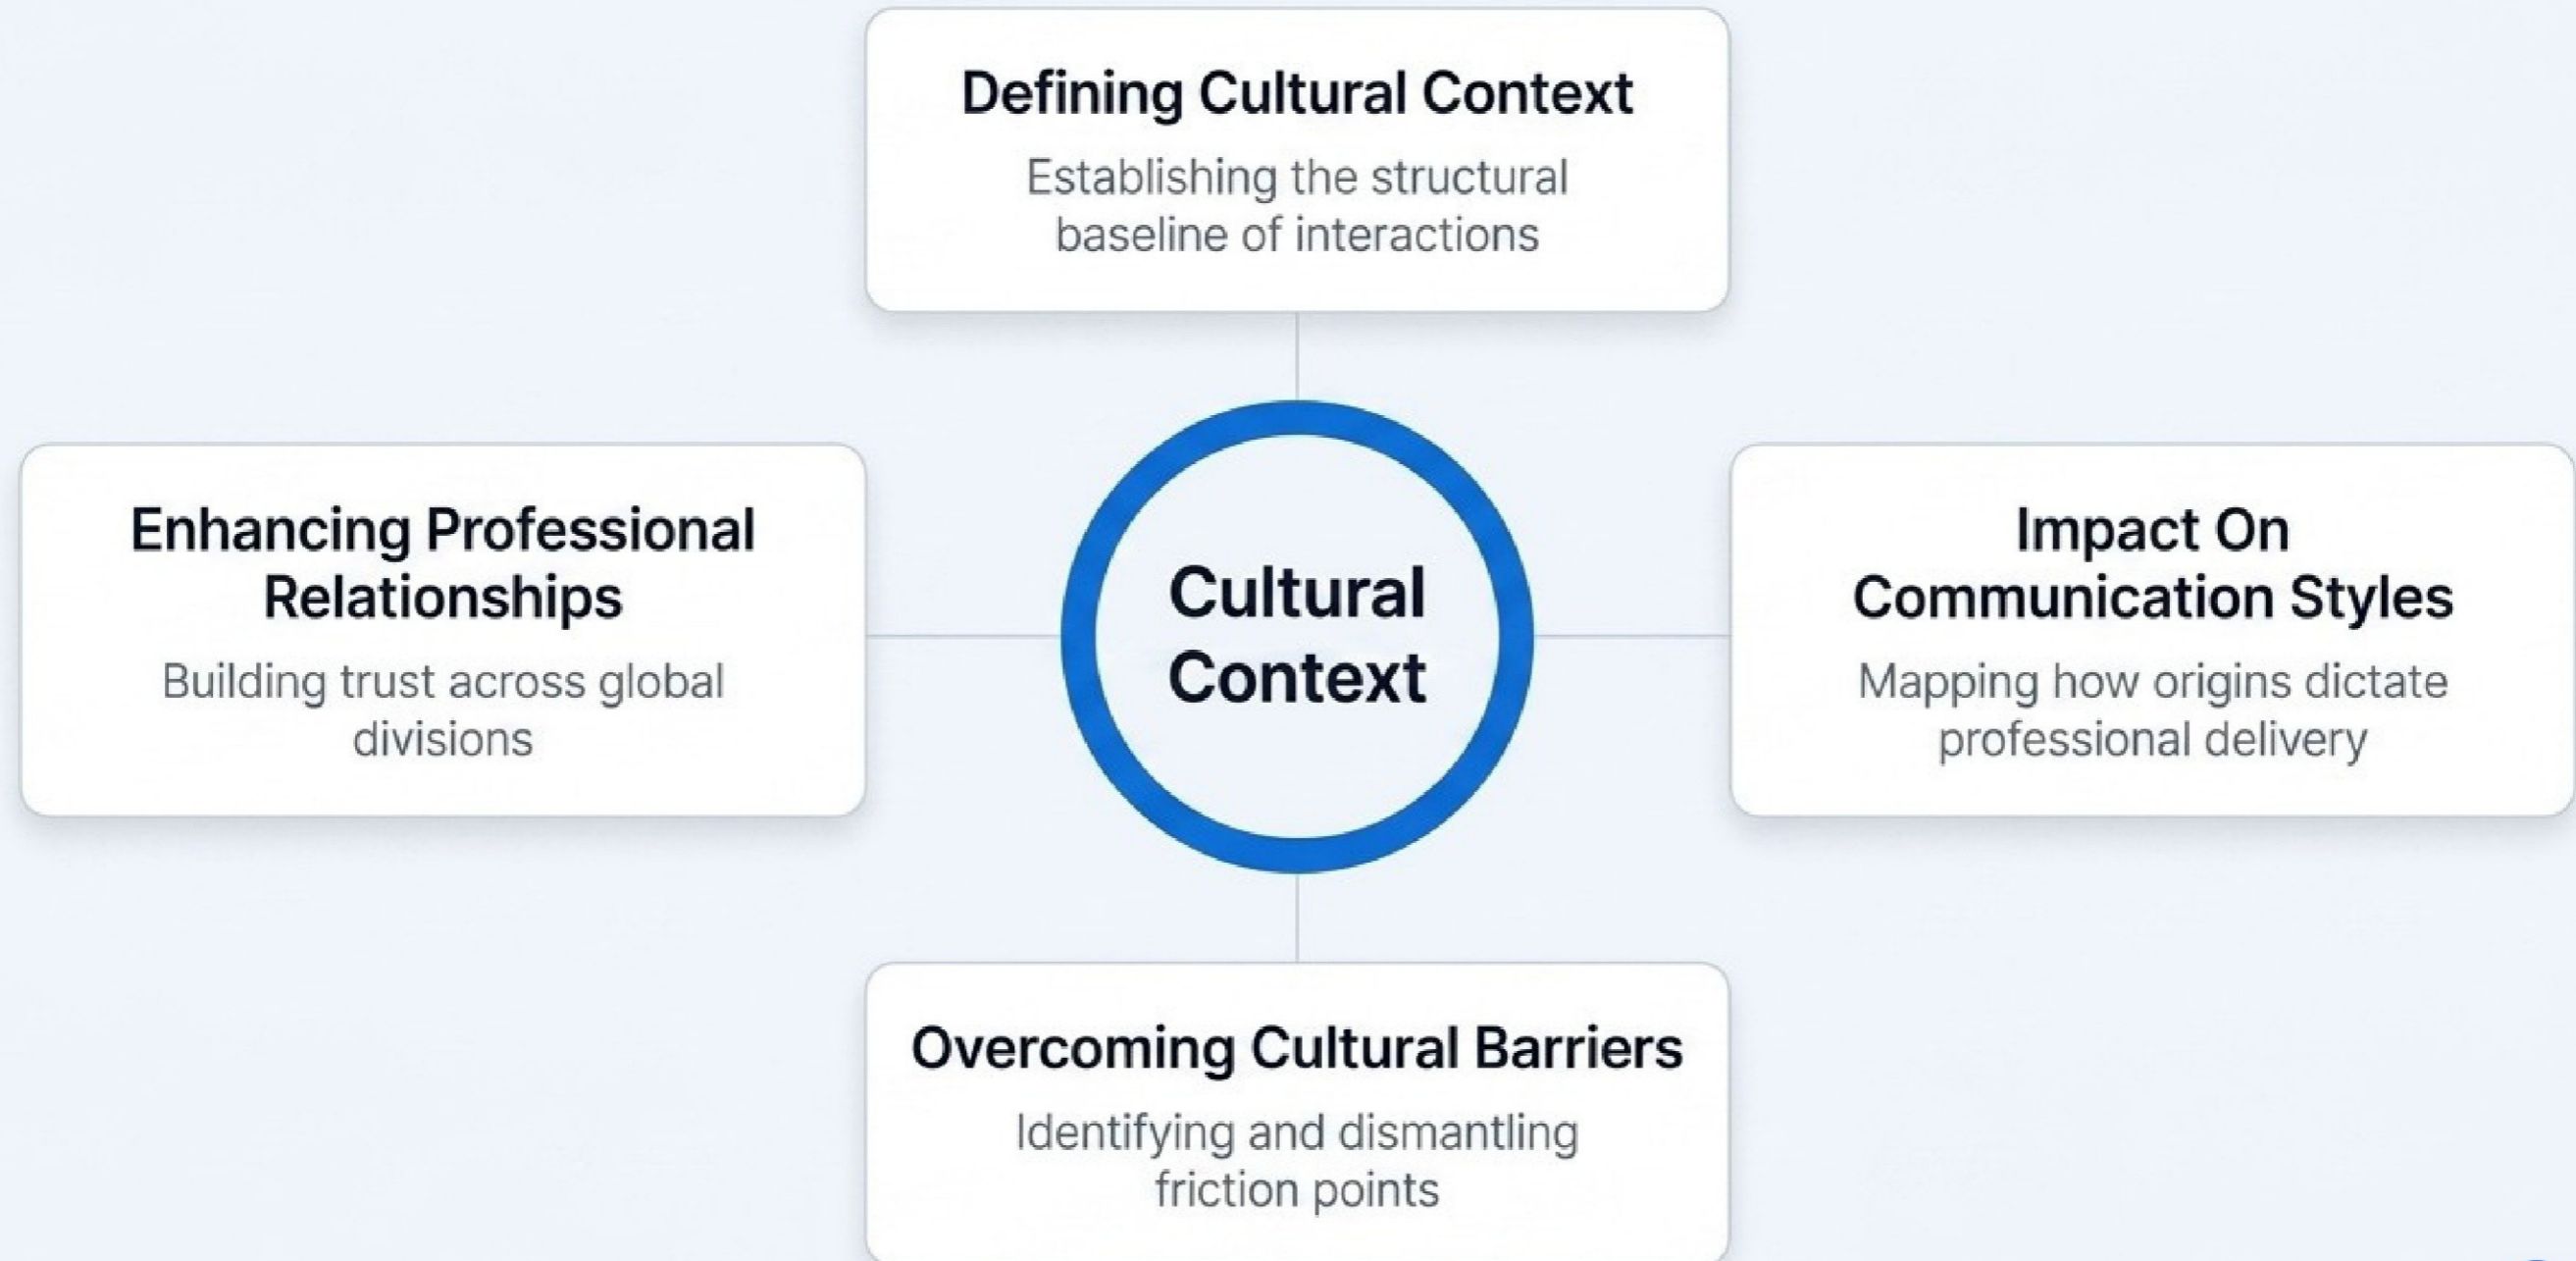 Defining Cultural Context
Establishing the structural
baseline of interactions
Enhancing Professional
Relationships
Building trust across global
divisions
Cultural
Context
Impact On
Communication Styles
Mapping how origins dictate
professional delivery
Overcoming Cultural Barriers
Identifying and dismantling
friction points